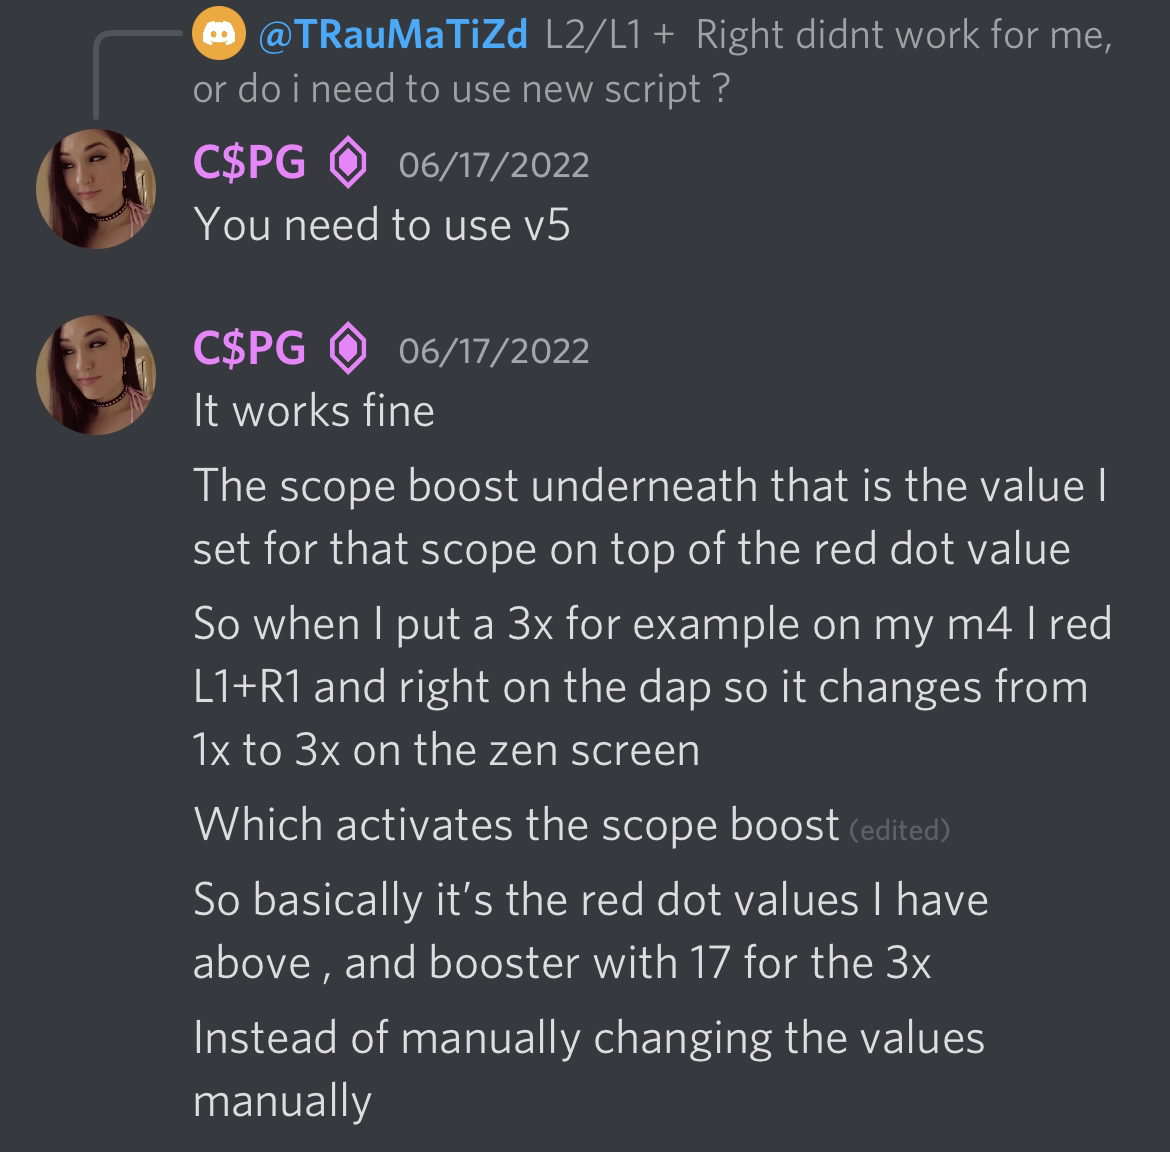 @TRauMaTiZd L2/L1 + Right didnt work for me,
or do i need to use new script ?
C$PG 06/17/2022
You need to use v5
C$PG 06/17/2022
It works fine
The scope boost underneath that is the value I
set for that scope on top of the red dot value
So when I put a 3x for example on my m4 I red
L1+R1 and right on the dap so it changes from
1x to 3x on the zen screen
Which activates the scope boost (edited)
So basically it’s the red dot values I have
above , and booster with 17 for the 3x
Instead of manually changing the values
manually